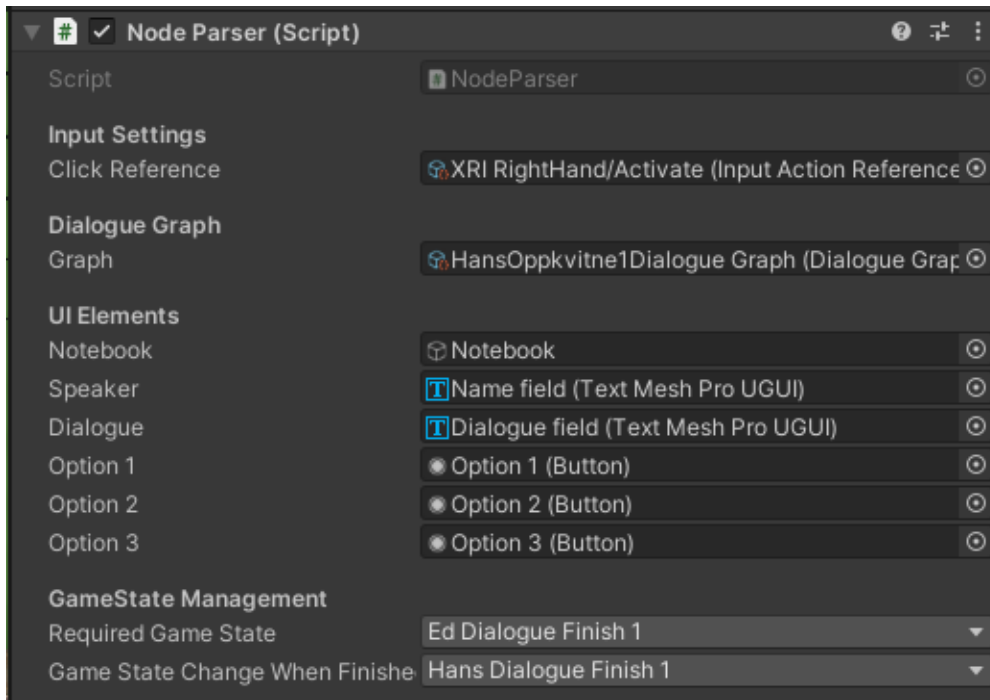 Node Parser (Script)
Script NodeParser
Input Settings
Click Reference XRI RightHand/Activate (Input Action Reference
Dialogue Graph
Graph HansOppkvitne1Dialogue Graph (Dialogue Grap
UI Elements
Notebook Notebook
Speaker Name field (Text Mesh Pro UGUI)
Dialogue Dialogue field (Text Mesh Pro UGUI)
Option 1 Option 1 (Button)
Option 2 Option 2 (Button)
Option 3 Option 3 (Button)
GameState Management
Required Game State Ed Dialogue Finish 1
Game State Change When Finishe Hans Dialogue Finish 1